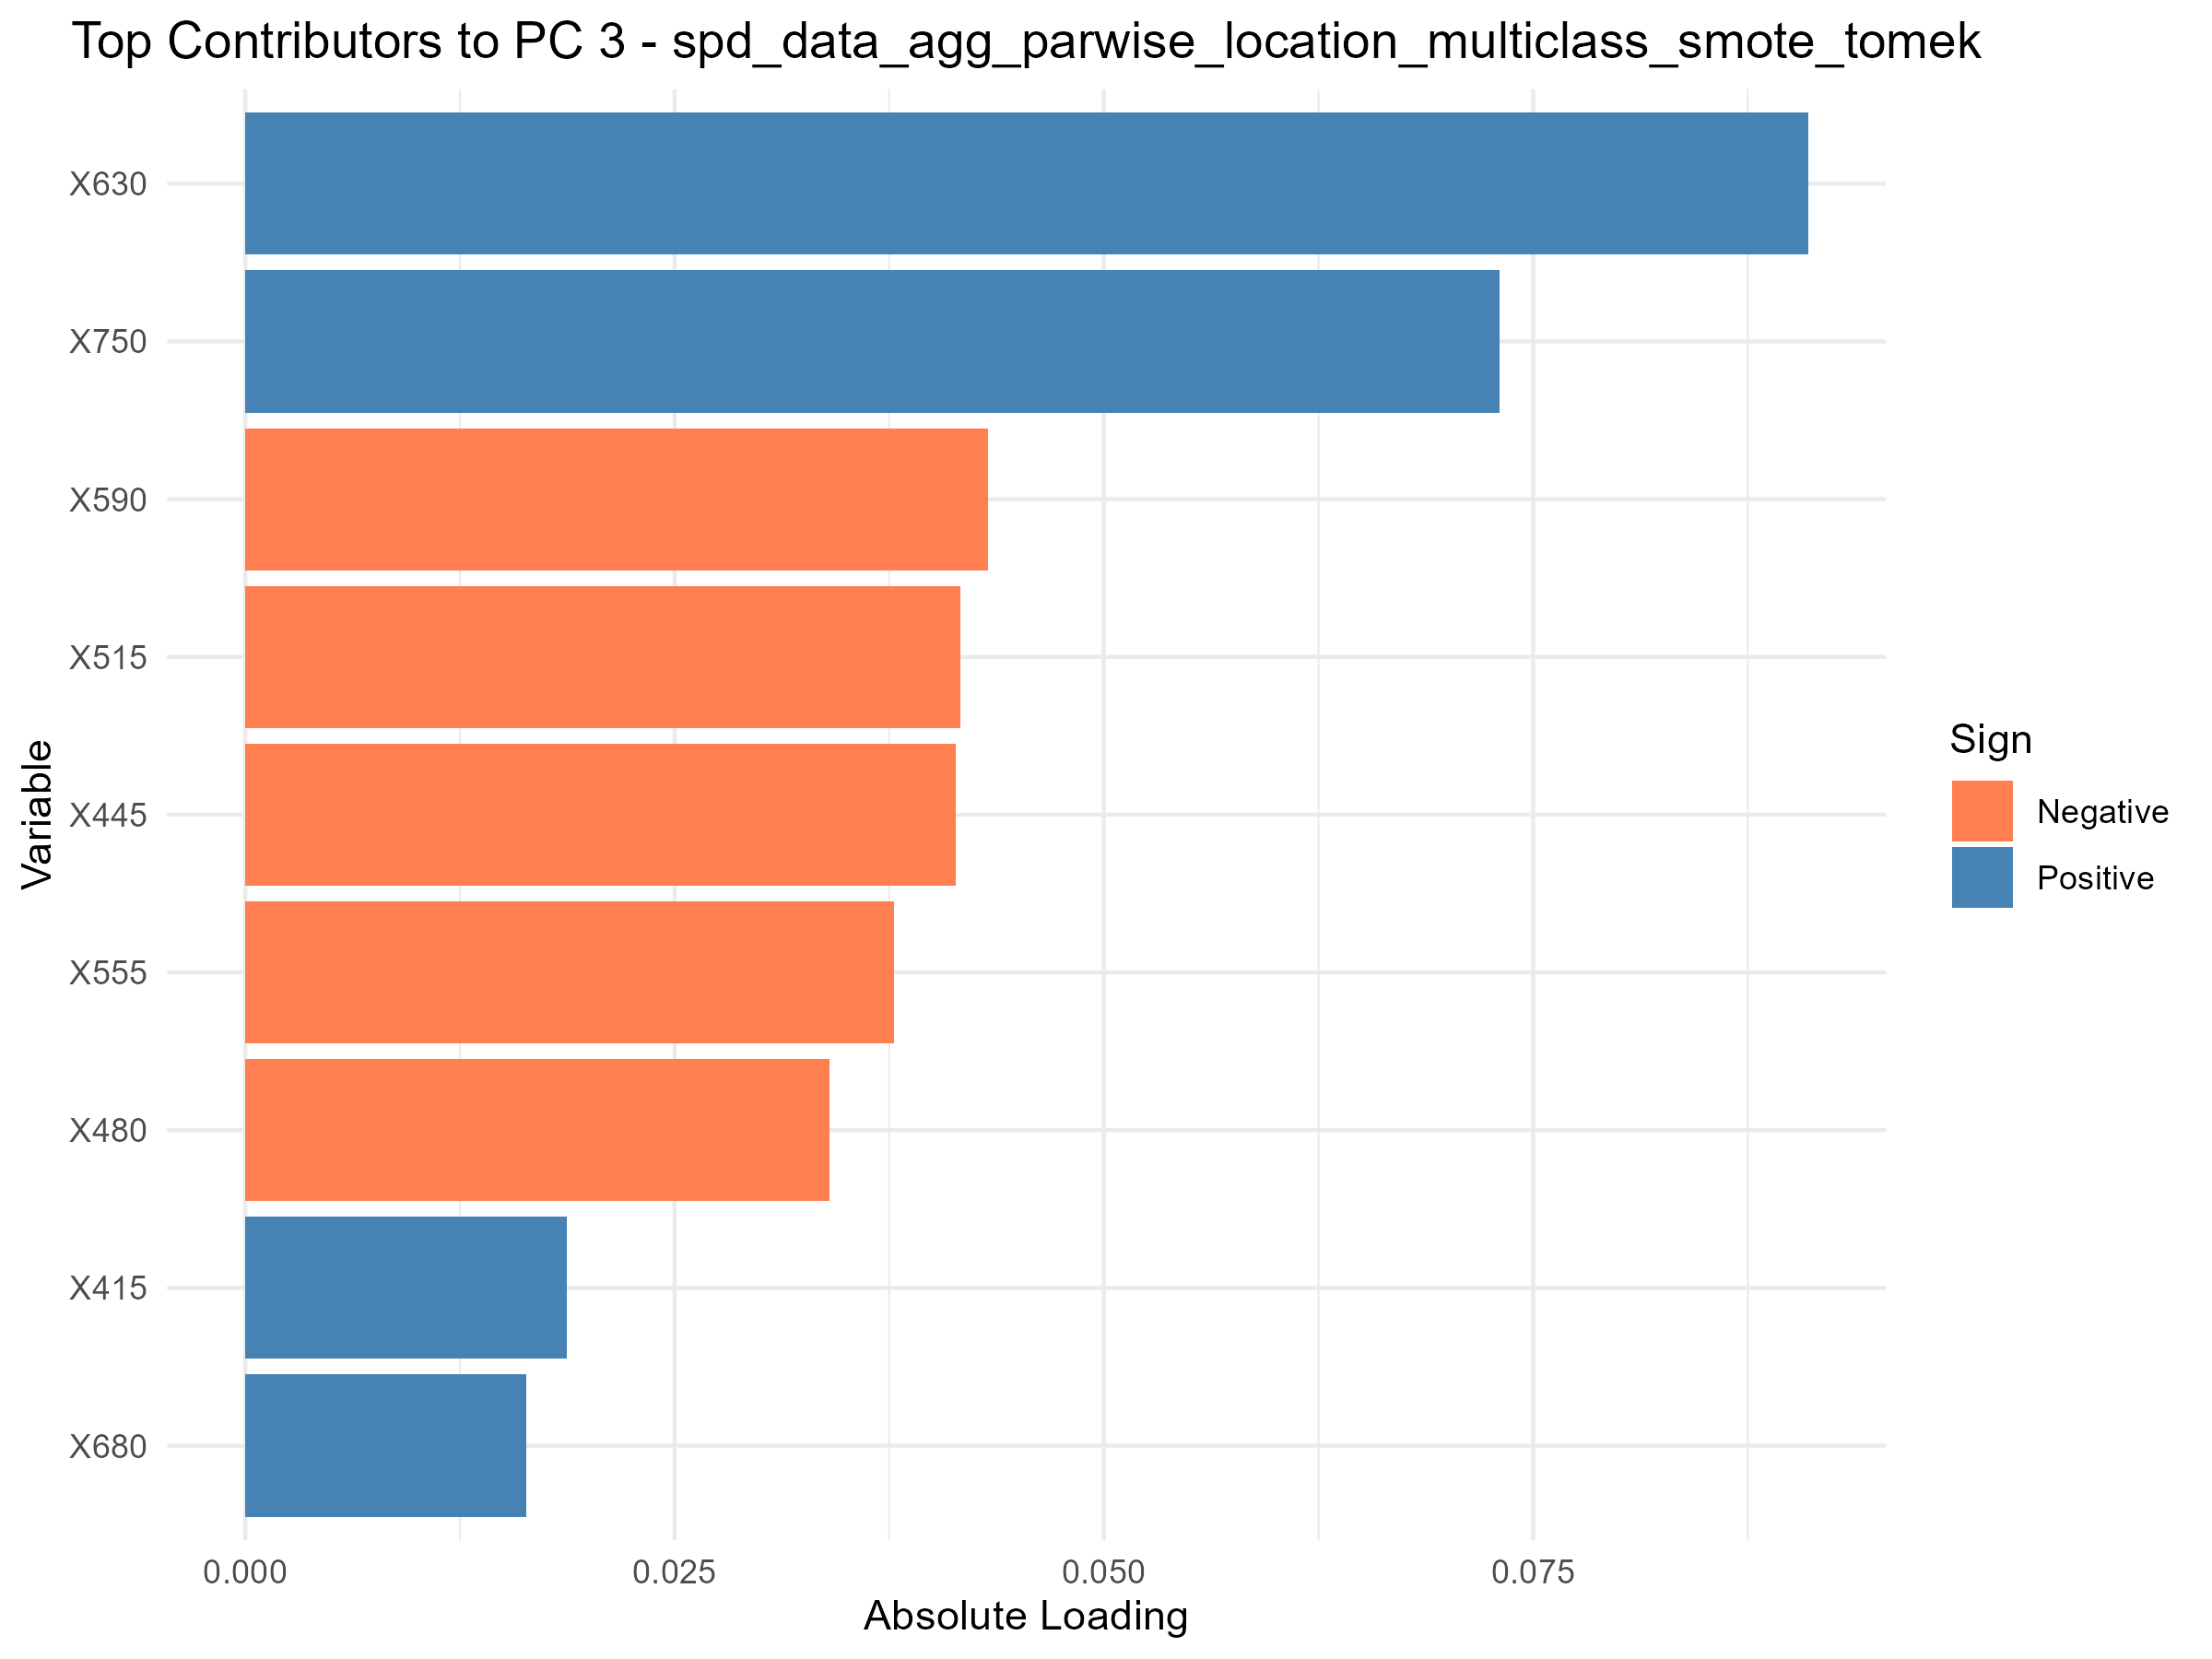 Top Contributors to PC 3 - spd_data_agg_parwise_location_multiclass_smote_tomek
X630
X750
X590
X515
X445
X555
X480
X415
X680
Variable
0.000 0.025 0.050 0.075
Absolute Loading
Sign
Negative
Positive